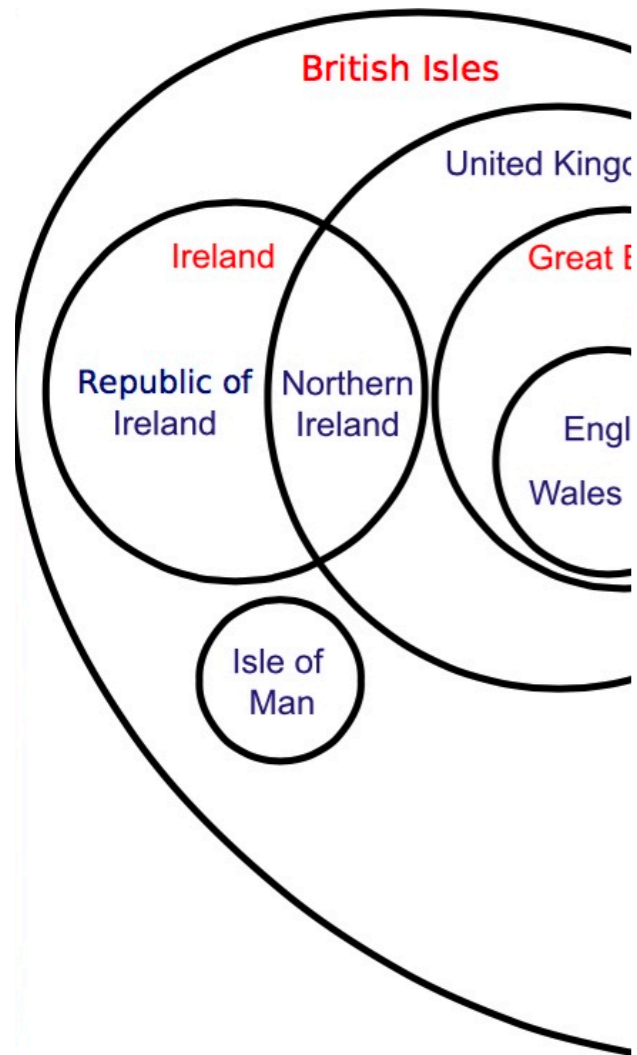 British Isles
United Kingd
Ireland
Great B
Republic of
Ireland
Northern
Ireland
Engl
Wales
Isle of
Man